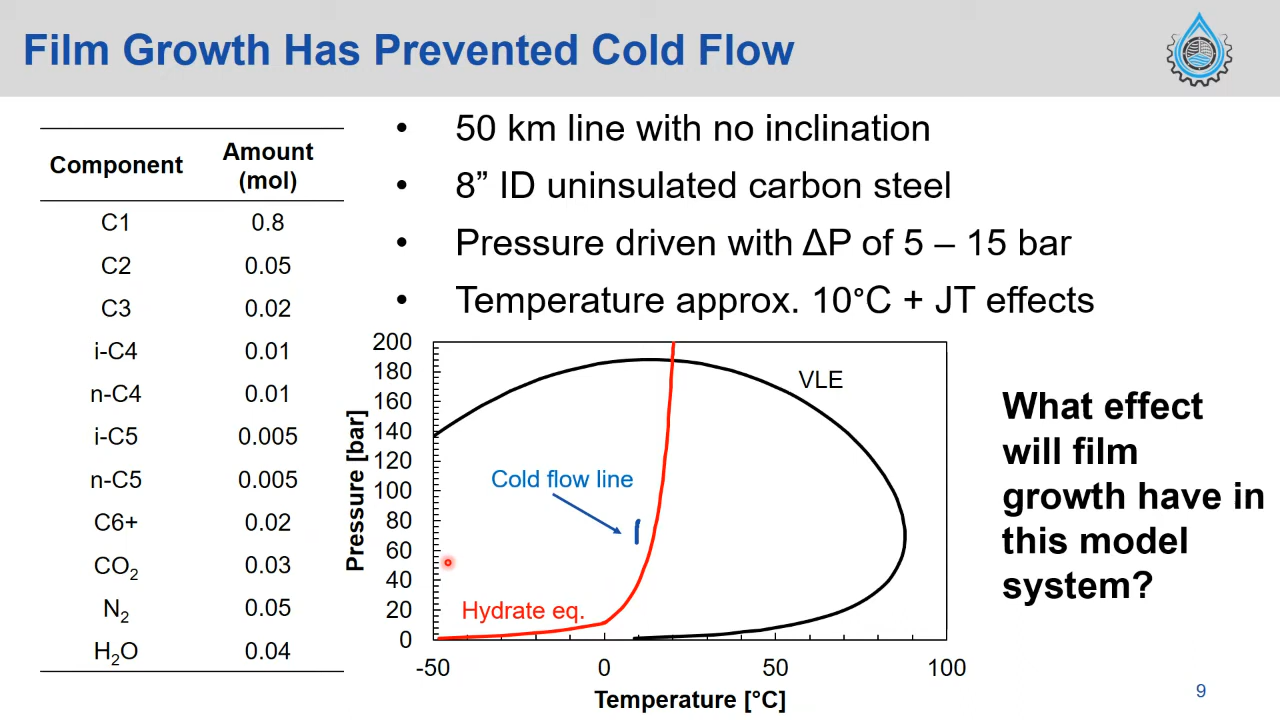 Film Growth Has Prevented Cold Flow
Component Amount (mol)
C1 0.8
C2 0.05
C3 0.02
i-C4 0.01
n-C4 0.01
i-C5 0.005
n-C5 0.005
C6+ 0.02
CO₂ 0.03
N₂ 0.05
H₂O 0.04
• 50 km line with no inclination
• 8” ID uninsulated carbon steel
• Pressure driven with ΔP of 5 – 15 bar
• Temperature approx. 10°C + JT effects
Pressure [bar]
200
180
160
140
120
100
80
60
40
20
0
VLE
Cold flow line
Hydrate eq.
-50 0 50 100
Temperature [°C]
What effect
will film
growth have in
this model
system?
9